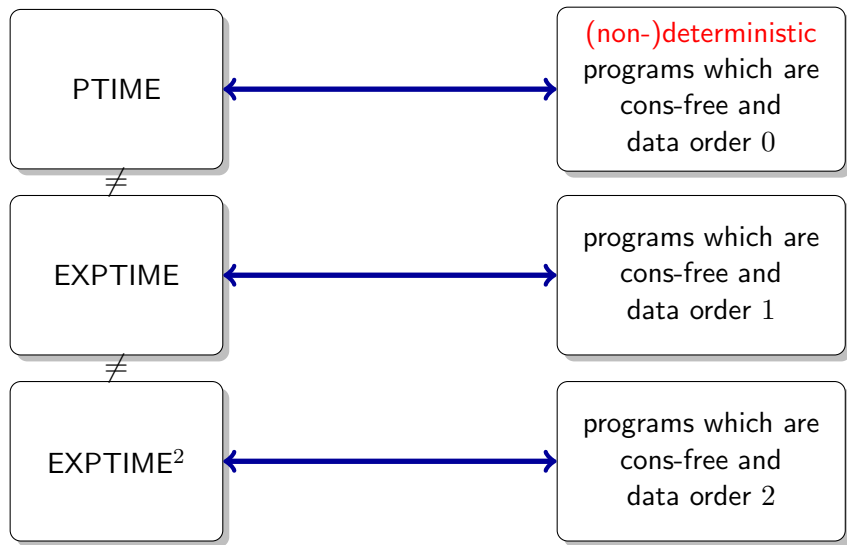 PTIME
(non-)deterministic
programs which are
cons-free and
data order 0
≠
EXPTIME
programs which are
cons-free and
data order 1
≠
EXPTIME²
programs which are
cons-free and
data order 2